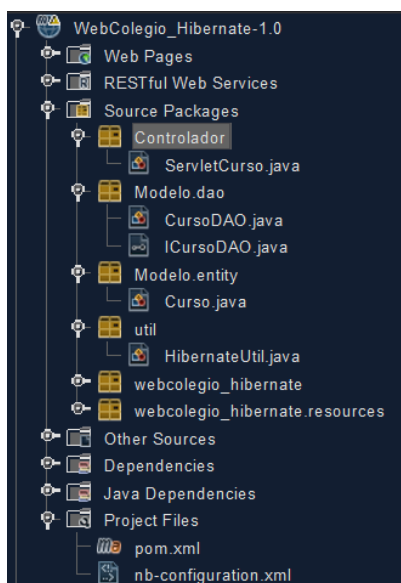 WebColegio_Hibernate-1.0
Web Pages
RESTful Web Services
Source Packages
Controlador
ServletCurso.java
Modelo.dao
CursoDAO.java
ICursoDAO.java
Modelo.entity
Curso.java
util
HibernateUtil.java
webcolegio_hibernate
webcolegio_hibernate.resources
Other Sources
Dependencies
Java Dependencies
Project Files
pom.xml
nb-configuration.xml